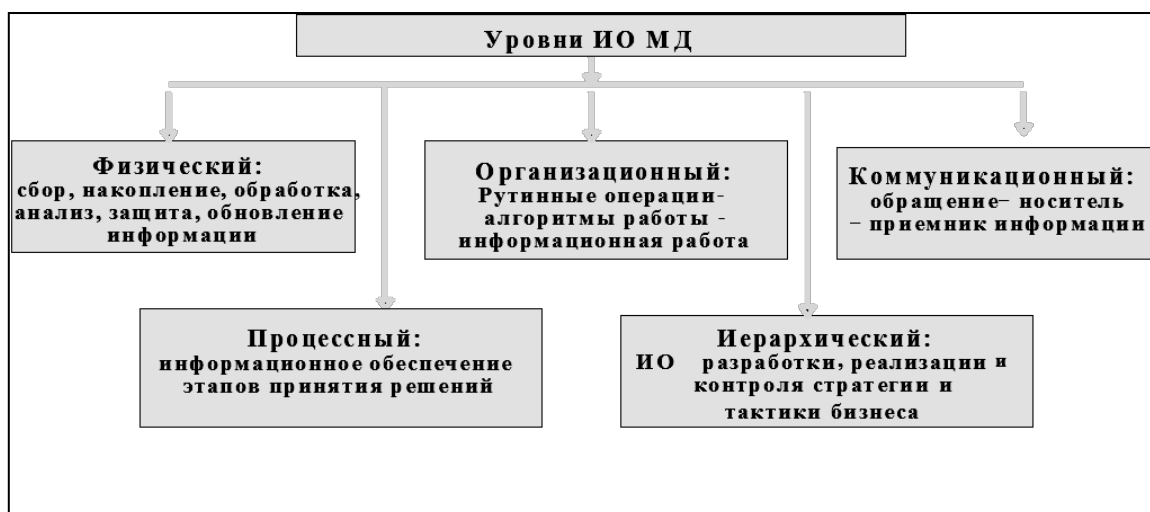 Уровни ИО МД
Физический:
сбор, накопление, обработка,
анализ, защита, обновление
информации
Организационный:
Рутинные операции-
алгоритмы работы -
информационная работа
Коммуникационный:
обращение– носитель
– приемник информации
Процессный:
информационное обеспечение
этапов принятия решений
Иерархический:
ИО разработки, реализации и
контроля стратегии и
тактики бизнеса